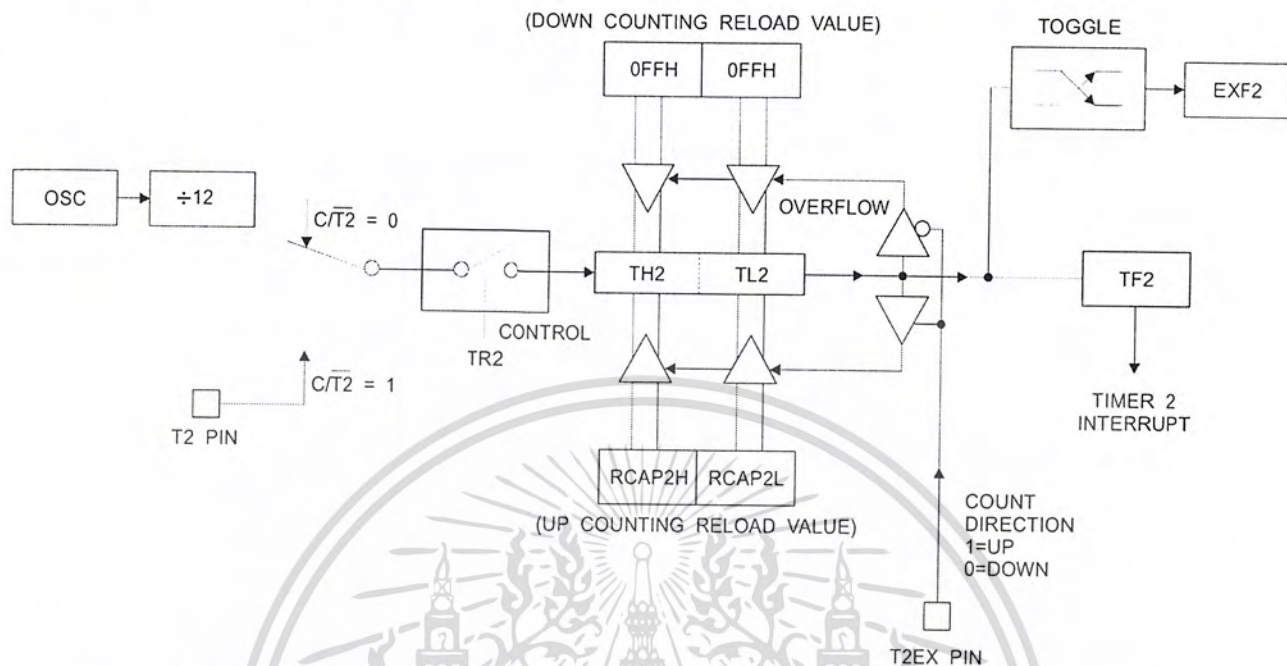 (DOWN COUNTING RELOAD VALUE)
TOGGLE
0FFH 0FFH
EXF2
OSC
÷12
C/T2 = 0
OVERFLOW
TH2 TL2
TF2
CONTROL
TR2
C/T2 = 1
T2 PIN
TIMER 2
INTERRUPT
RCAP2H RCAP2L
(UP COUNTING RELOAD VALUE)
COUNT
DIRECTION
1=UP
0=DOWN
T2EX PIN